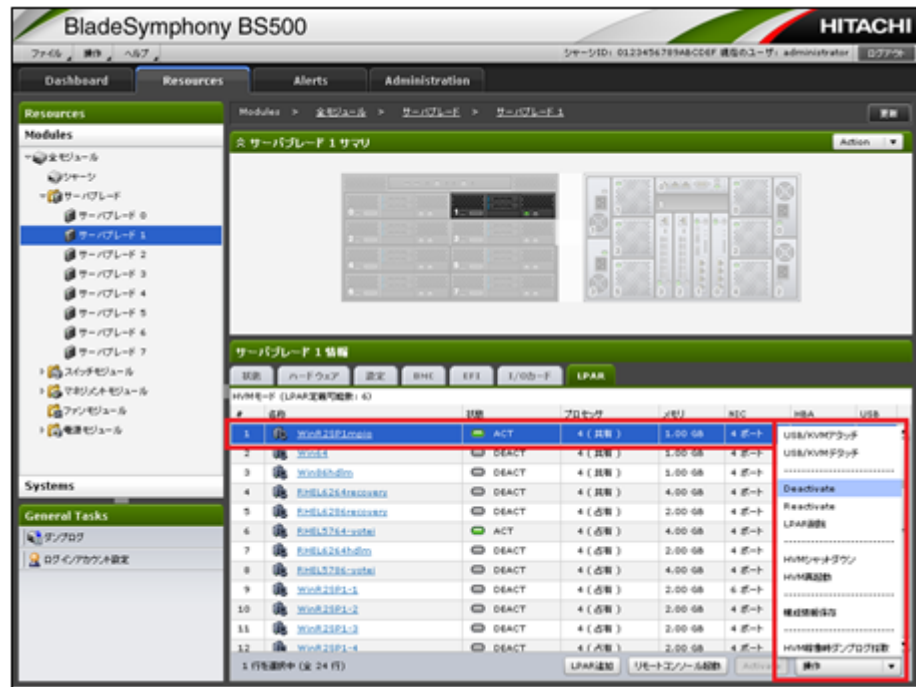 BladeSymphony BS500
HITACHI
ファイル 操作 ヘルプ
シャーシID: 0123456789ABCDEF 現在のユーザ: administrator ログアウト
Dashboard Resources Alerts Administration
Resources
Modules > 全モジュール > サーバブレード > サーバブレード 1
更新
Modules
サーバブレード 1 サマリ
Action
全モジュール
シャーシ
サーバブレード
サーバブレード 0
サーバブレード 1
サーバブレード 2
サーバブレード 3
サーバブレード 4
サーバブレード 5
サーバブレード 6
サーバブレード 7
スイッチモジュール
マネジメントモジュール
ファンモジュール
電源モジュール
Systems
General Tasks
ダンプログ
ログインアカウント設定
サーバブレード 1 情報
状態 ハードウェア 設定 BMC EFI I/Oカード LPAR
HVMモード (LPAR定義可能数: 6)
# 名称 状態 プロセッサ メモリ NIC HBA USB
1 WinR2SP1mpio ACT 4 ( 共有 ) 1.00 GB 4 ポート
2 Win64 DEACT 4 ( 共有 ) 1.00 GB 4 ポート
3 Win86hdlm DEACT 4 ( 共有 ) 1.00 GB 4 ポート
4 RHEL6264recovery DEACT 4 ( 共有 ) 4.00 GB 4 ポート
5 RHEL6286recovery DEACT 4 ( 占有 ) 2.00 GB 4 ポート
6 RHEL5764-yotei ACT 4 ( 占有 ) 4.00 GB 4 ポート
7 RHEL6264hdlm DEACT 4 ( 占有 ) 2.00 GB 4 ポート
8 RHEL5786-yotei DEACT 4 ( 占有 ) 4.00 GB 4 ポート
9 WinR2SP1-1 DEACT 4 ( 占有 ) 2.00 GB 6 ポート
10 WinR2SP1-2 DEACT 4 ( 占有 ) 2.00 GB 4 ポート
11 WinR2SP1-3 DEACT 4 ( 占有 ) 2.00 GB 4 ポート
12 WinR2SP1-4 DEACT 4 ( 占有 ) 2.00 GB 4 ポート
USB/KVMアタッチ
USB/KVMデタッチ
Deactivate
Reactivate
LPAR削除
HVMシャットダウン
HVM再起動
構成情報保存
HVM稼働時ダンプログ採取
1 行を選択中 (全 24 行)
LPAR追加 リモートコンソール起動 Activate 操作